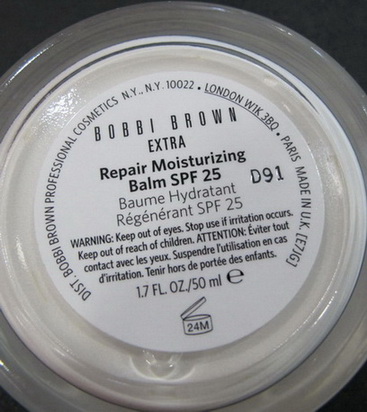 DIST: BOBBI BROWN PROFESSIONAL COSMETICS N.Y., N.Y. 10022 • LONDON W1K 3BQ • PARIS MADE IN U.K. [E716]
BOBBI BROWN
EXTRA
Repair Moisturizing
Balm SPF 25
D91
Baume Hydratant
Régénérant SPF 25
WARNING: Keep out of eyes. Stop use if irritation occurs.
Keep out of reach of children. ATTENTION: Éviter tout
contact avec les yeux. Suspendre l'utilisation en cas
d'irritation. Tenir hors de portée des enfants.
1.7 FL. OZ./50 ml ℮
24M